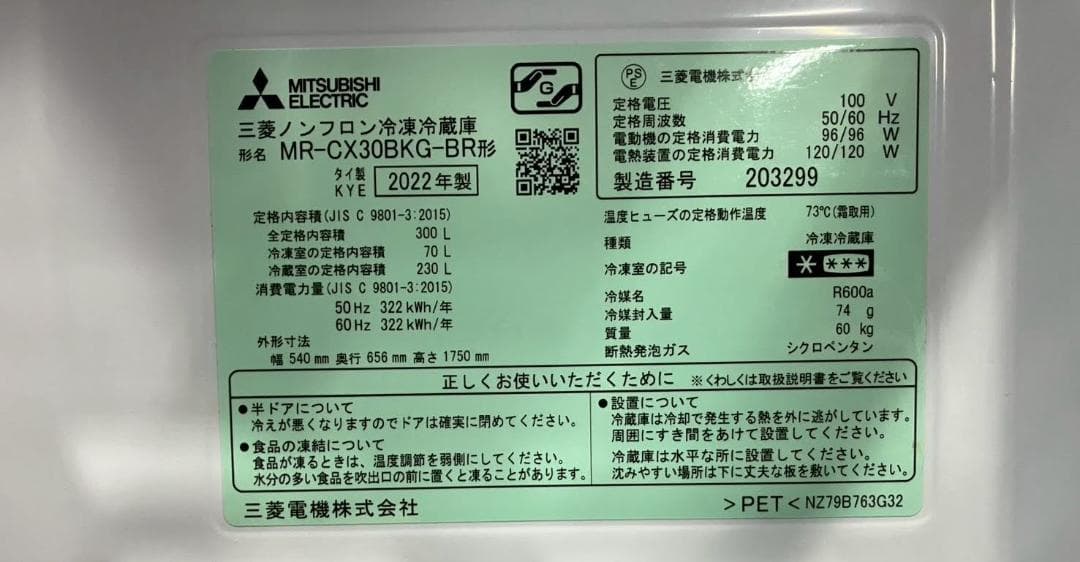 MITSUBISHI
ELECTRIC
G
三菱ノンフロン冷凍冷蔵庫
形名 MR-CX30BKG-BR形
タイ製
KYE 2022年製
PSE 三菱電機株式
定格電圧 100 V
定格周波数 50/60 Hz
電動機の定格消費電力 96/96 W
電熱装置の定格消費電力 120/120 W
製造番号 203299
定格内容積(JIS C 9801-3:2015)
全定格内容積 300 L
冷凍室の定格内容積 70 L
冷蔵室の定格内容積 230 L
消費電力量(JIS C 9801-3:2015)
50Hz 322kWh/年
60Hz 322kWh/年
外形寸法
幅 540mm 奥行 656mm 高さ 1750mm
温度ヒューズの定格動作温度 73℃(霜取用)
種類 冷凍冷蔵庫
冷凍室の記号 * ***
冷媒名 R600a
冷媒封入量 74 g
質量 60 kg
断熱発泡ガス シクロペンタン
正しくお使いいただくために ※くわしくは取扱説明書をご覧ください
●半ドアについて
冷えが悪くなりますのでドアは確実に閉めてください。
●食品の凍結について
食品が凍るときは、温度調節を弱側にしてください。
水分の多い食品を吹出口の前に置くと凍ることがあります。
●設置について
冷蔵庫は冷却で発生する熱を外に逃がしています。
周囲にすき間をあけて設置してください。
冷蔵庫は水平な所に設置してください。
沈みやすい場所は下に丈夫な板を敷いてください。
三菱電機株式会社
>PET< NZ79B763G32